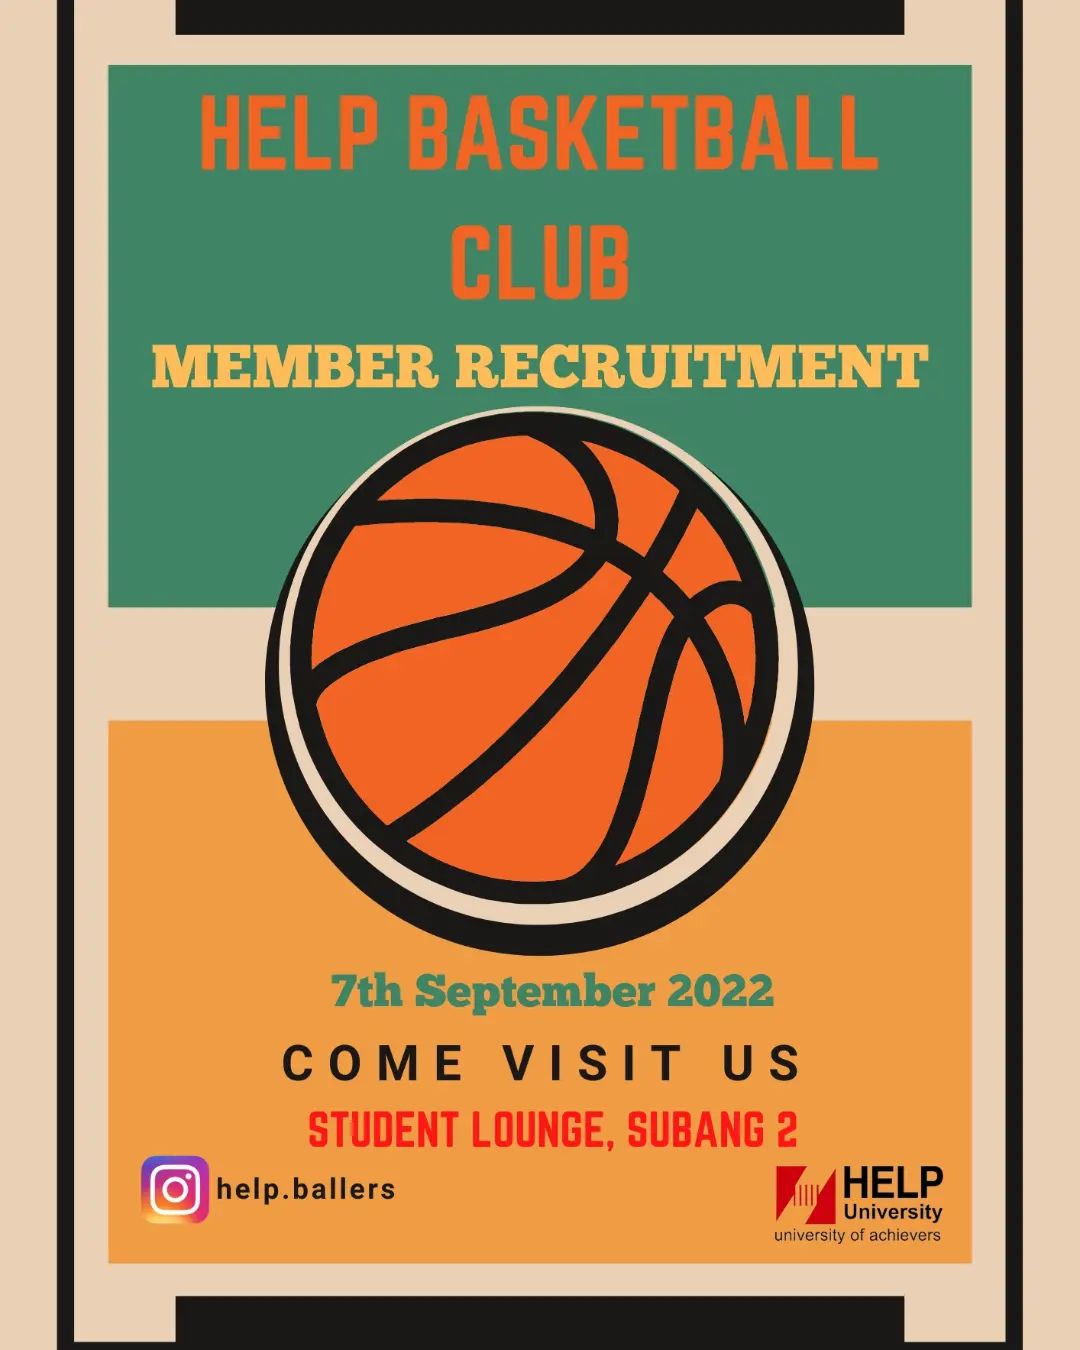 HELP BASKETBALL
CLUB
MEMBER RECRUITMENT
7th September 2022
COME VISIT US
STUDENT LOUNGE, SUBANG 2
help.ballers
HELP
University
university of achievers